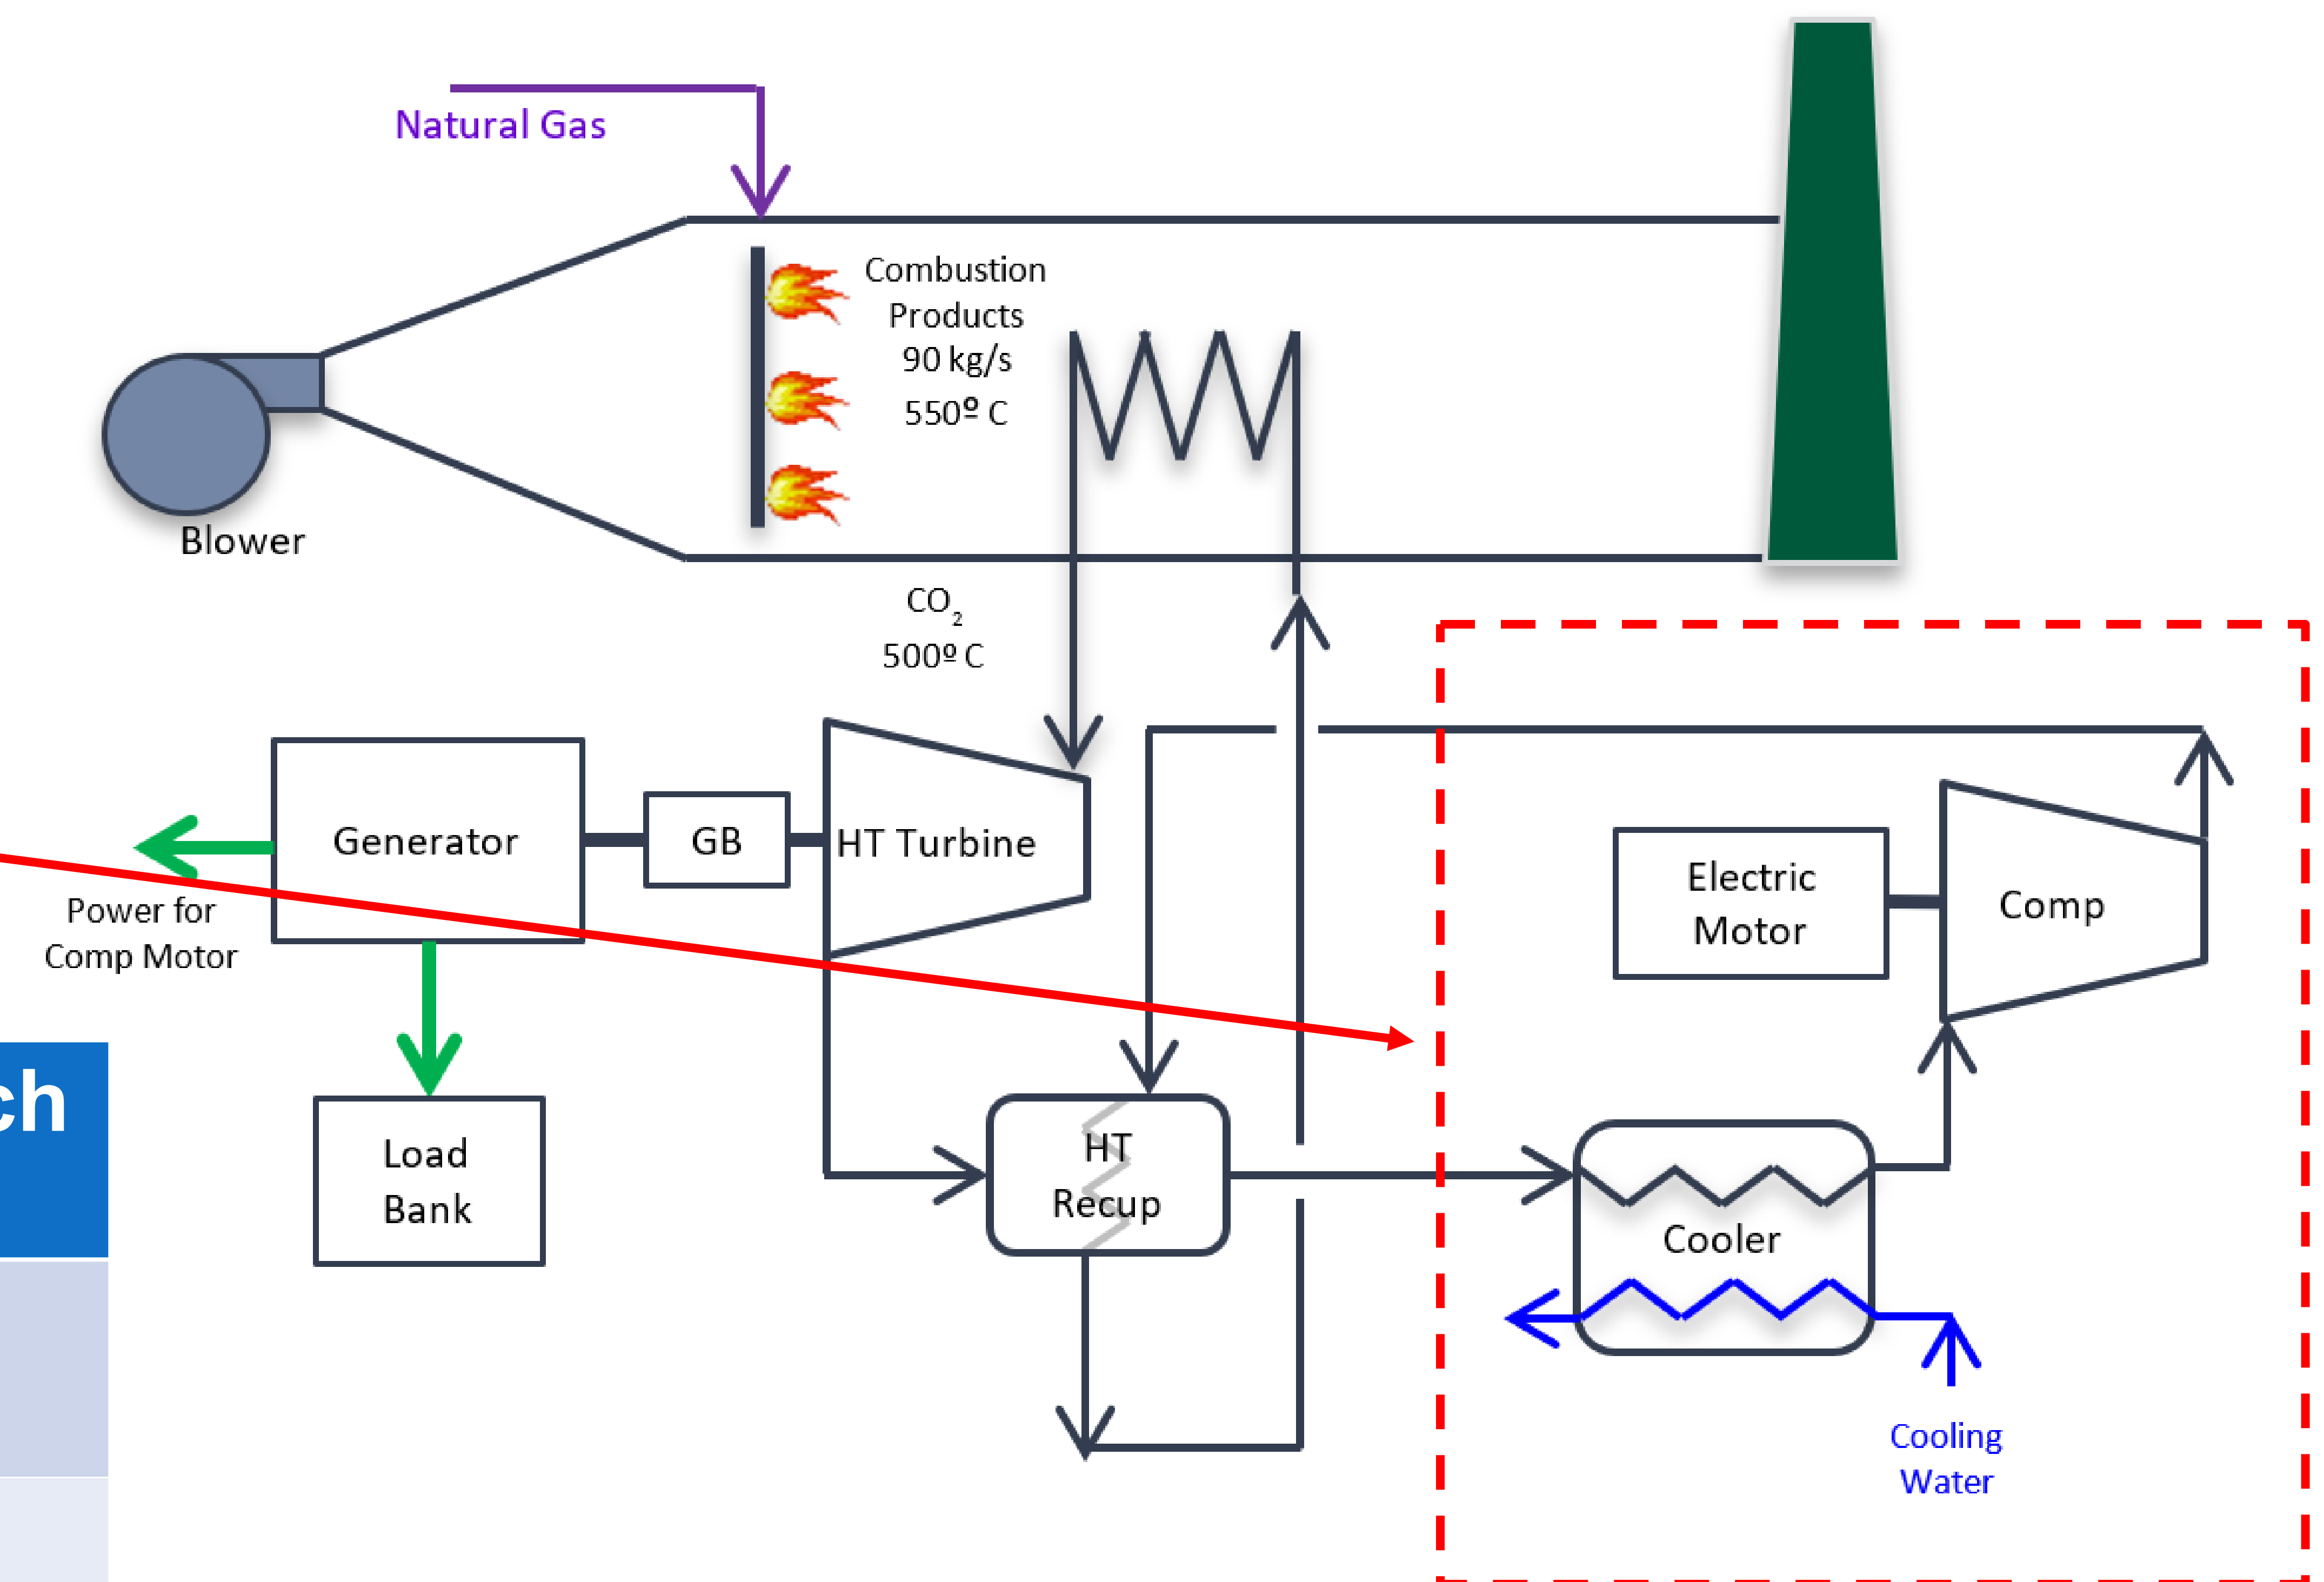 Natural Gas
Combustion
Products
90 kg/s
550º C
Blower
CO₂
500º C
Generator
GB
HT Turbine
Electric
Motor
Comp
Power for
Comp Motor
Load
Bank
HT
Recup
Cooler
Cooling
Water
ch